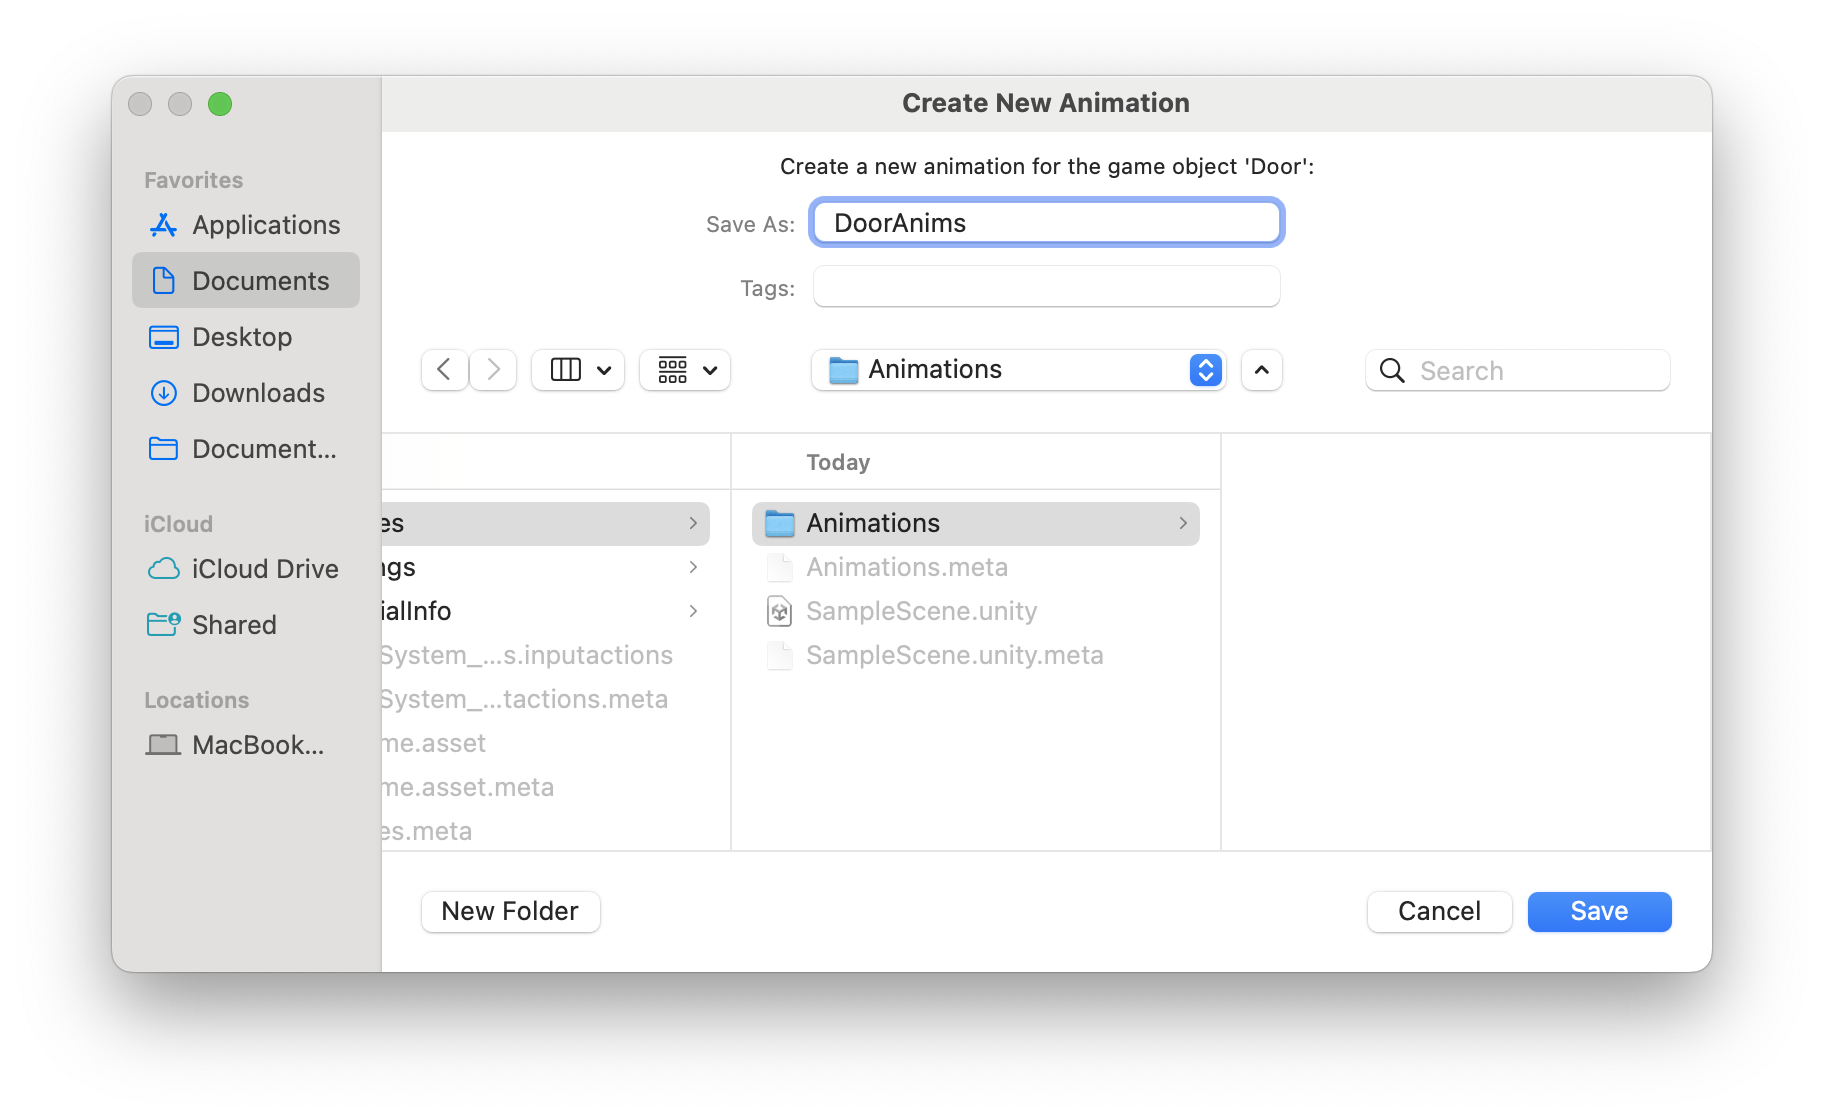 Create New Animation
Create a new animation for the game object 'Door':
Save As: DoorAnims
Tags:
Animations
Search
Favorites
Applications
Documents
Desktop
Downloads
Document...
iCloud
iCloud Drive
Shared
Locations
MacBook...
es
ngs
ialInfo
System_...s.inputactions
System_...tactions.meta
me.asset
me.asset.meta
es.meta
Today
Animations
Animations.meta
SampleScene.unity
SampleScene.unity.meta
New Folder
Cancel
Save